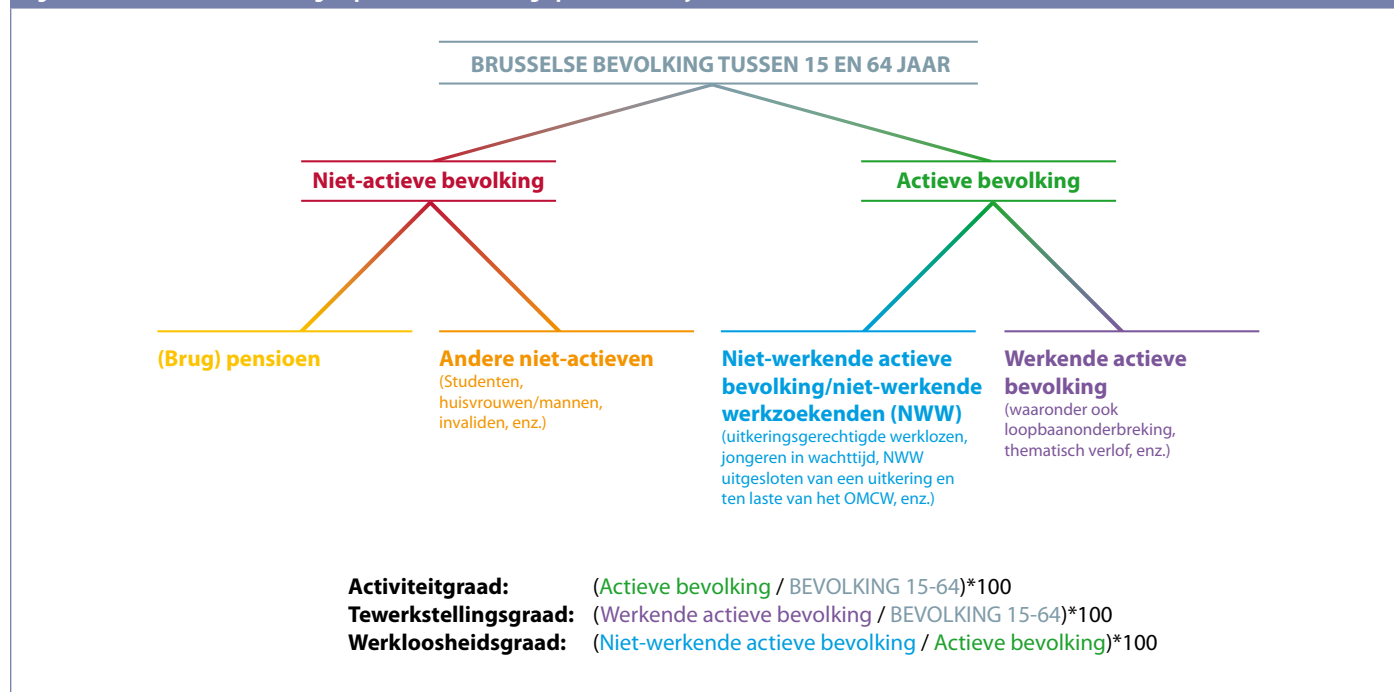 BRUSSELSE BEVOLKING TUSSEN 15 EN 64 JAAR
Niet-actieve bevolking
Actieve bevolking
(Brug) pensioen
Andere niet-actieven
(Studenten,
huisvrouwen/mannen,
invaliden, enz.)
Niet-werkende actieve
bevolking/niet-werkende
werkzoekenden (NWW)
(uitkeringsgerechtigde werklozen,
jongeren in wachttijd, NWW
uitgesloten van een uitkering en
ten laste van het OMCW, enz.)
Werkende actieve
bevolking
(waaronder ook
loopbaanonderbreking,
thematisch verlof, enz.)
Activiteitgraad: (Actieve bevolking / BEVOLKING 15-64)*100
Tewerkstellingsgraad: (Werkende actieve bevolking / BEVOLKING 15-64)*100
Werkloosheidsgraad: (Niet-werkende actieve bevolking / Actieve bevolking)*100